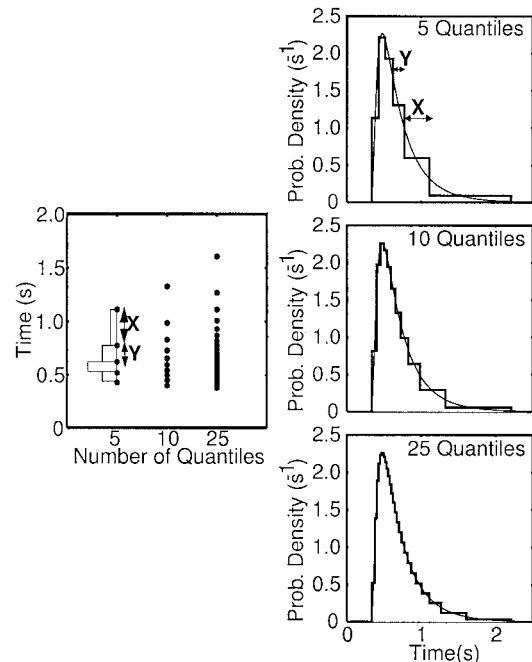 2.0
1.5
1.0
0.5
0
Time (s)
X
Y
5 10 25
Number of Quantiles
5 Quantiles
2.5
2.0
1.5
1.0
0.5
0
Prob. Density (s̄¹)
Y
X
10 Quantiles
2.5
2.0
1.5
1.0
0.5
0
Prob. Density (s̄¹)
25 Quantiles
2.5
2.0
1.5
1.0
0.5
0
Prob. Density (s̄¹)
0 1 2
Time(s)